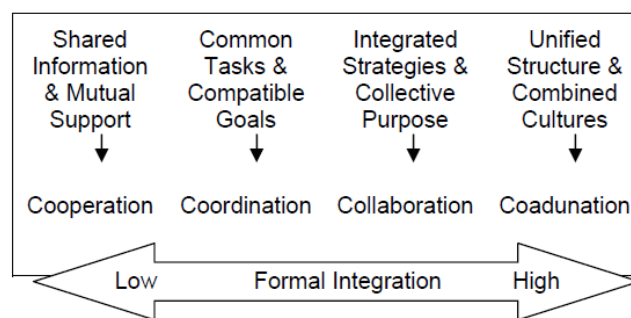 Shared
Information
& Mutual
Support
Common
Tasks &
Compatible
Goals
Integrated
Strategies &
Collective
Purpose
Unified
Structure &
Combined
Cultures
Cooperation
Coordination
Collaboration
Coadunation
Low
Formal Integration
High